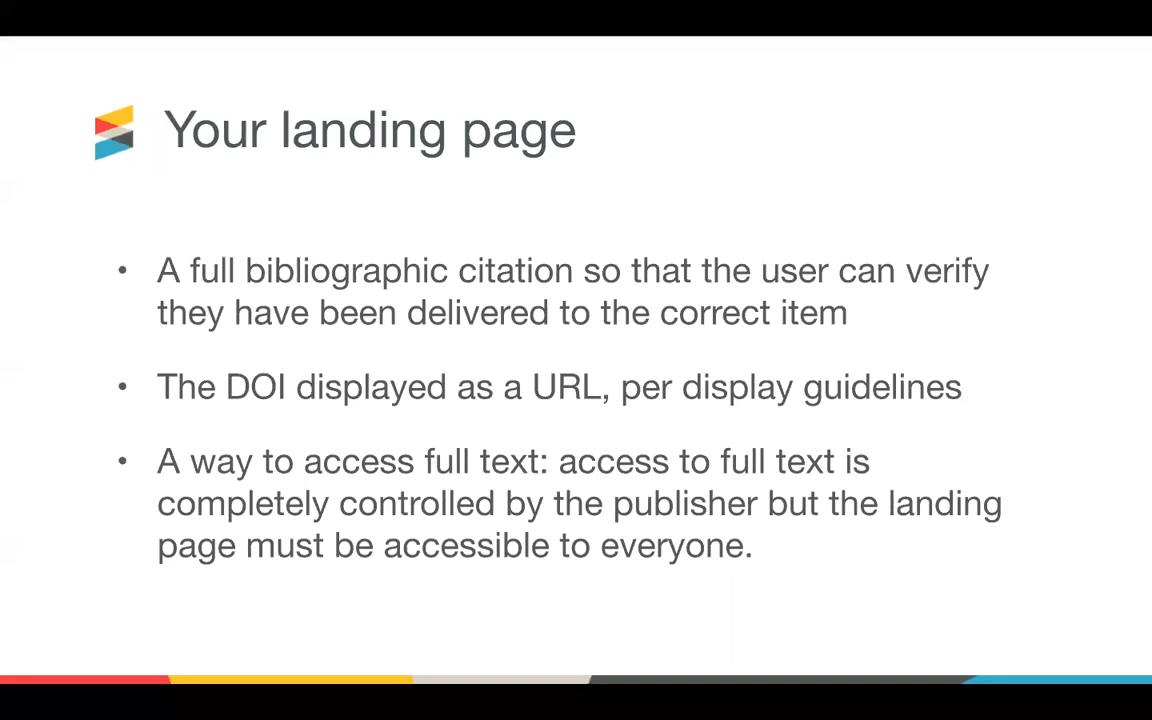 Your landing page
• A full bibliographic citation so that the user can verify
they have been delivered to the correct item
• The DOI displayed as a URL, per display guidelines
• A way to access full text: access to full text is
completely controlled by the publisher but the landing
page must be accessible to everyone.